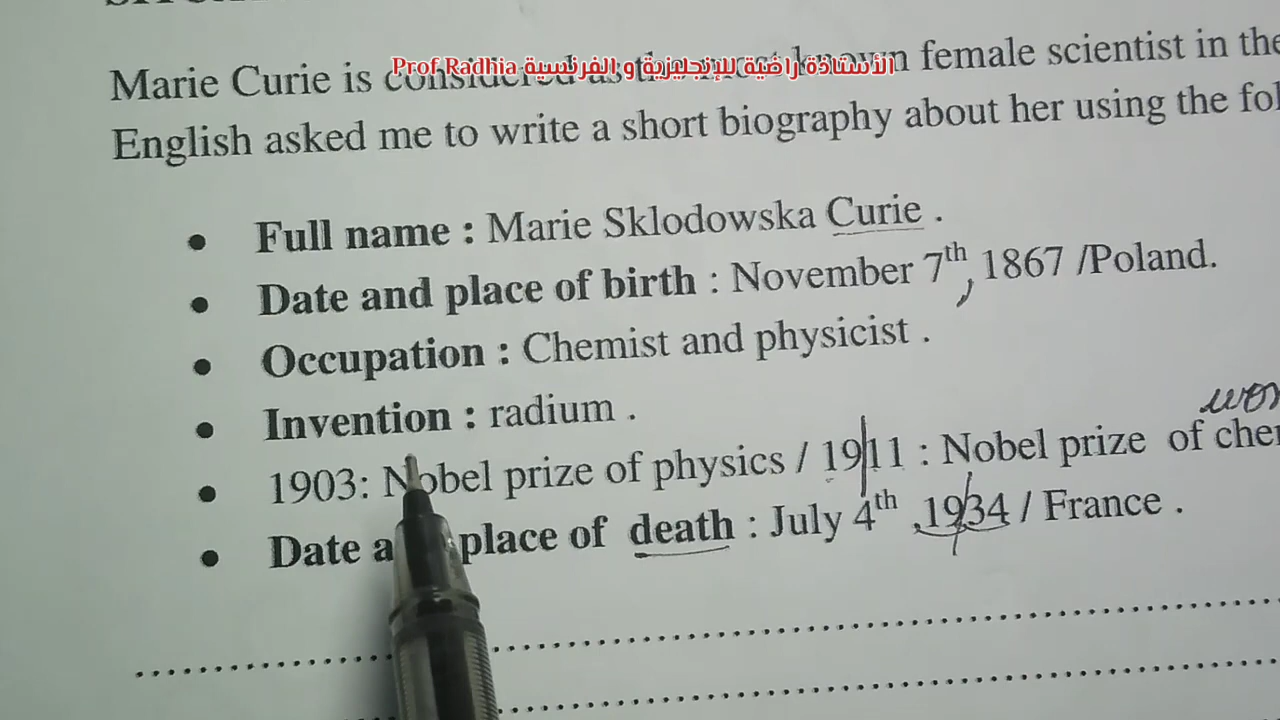 Marie Curie is considered as the most known female scientist in the
Prof Radhia الأستاذة راضية للإنجليزية و الفرنسية
English asked me to write a short biography about her using the
• Full name : Marie Sklodowska Curie .
• Date and place of birth : November 7th, 1867 /Poland.
• Occupation : Chemist and physicist .
• Invention : radium .
won
• 1903: Nobel prize of physics / 1911 : Nobel prize of
• Date and place of death : July 4th ,1934 / France .